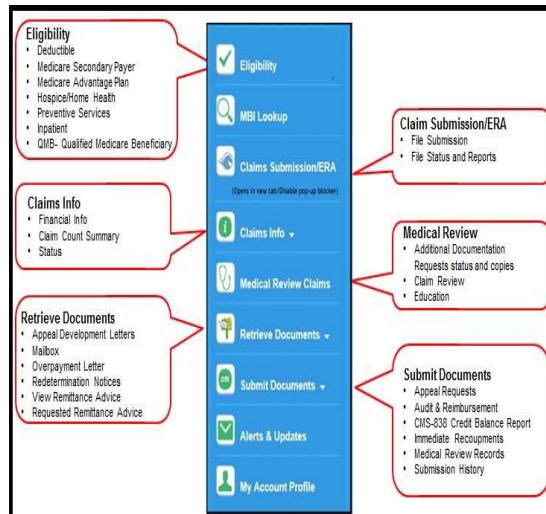 Eligibility
• Deductible
• Medicare Secondary Payer
• Medicare Advantage Plan
• Hospice/Home Health
• Preventive Services
• Inpatient
• QMB- Qualified Medicare Beneficiary
Claims Info
• Financial Info
• Claim Count Summary
• Status
Retrieve Documents
• Appeal Development Letters
• Mailbox
• Overpayment Letter
• Redetermination Notices
• View Remittance Advice
• Requested Remittance Advice
Eligibility
MBI Lookup
Claims Submission/ERA
(Opens in new tab/Disable pop-up blocker)
Claims Info
Medical Review Claims
Retrieve Documents
Submit Documents
Alerts & Updates
My Account Profile
Claim Submission/ERA
• File Submission
• File Status and Reports
Medical Review
• Additional Documentation
Requests status and copies
• Claim Review
• Education
Submit Documents
• Appeal Requests
• Audit & Reimbursement
• CMS-838 Credit Balance Report
• Immediate Recoupments
• Medical Review Records
• Submission History